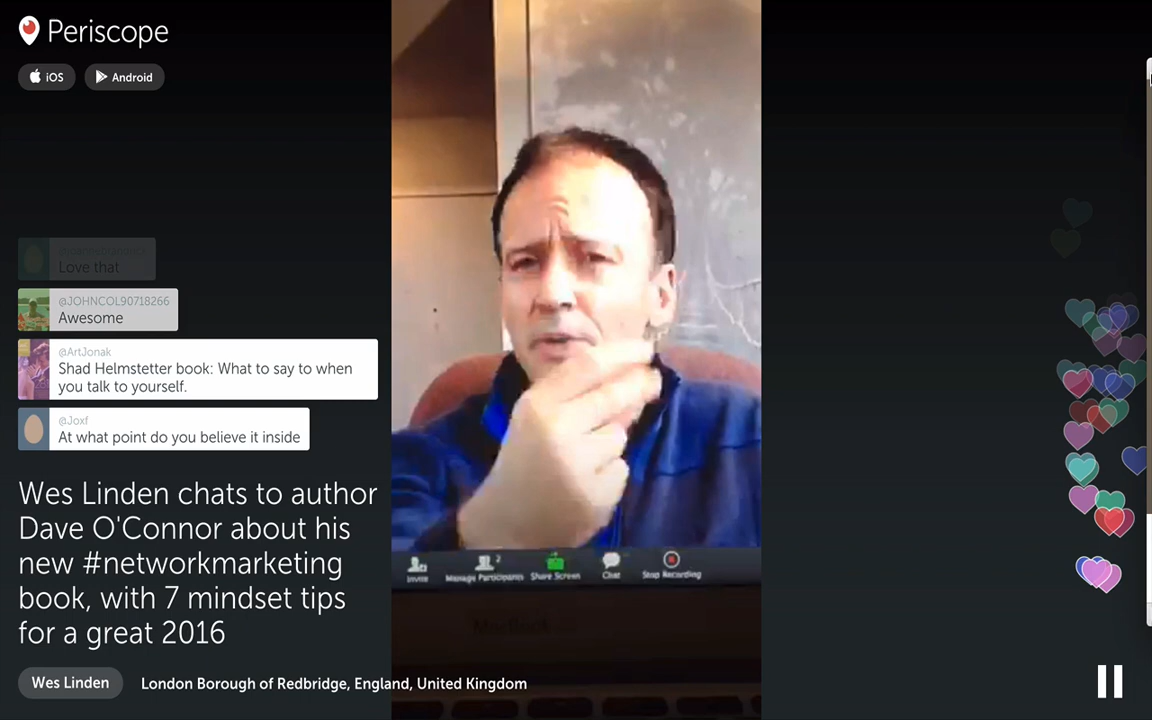 Periscope
iOS
Android
Love that
@JOHNCOL90718266
Awesome
@ArtJonak
Shad Helmstetter book: What to say to when
you talk to yourself.
@Joxf
At what point do you believe it inside
Wes Linden chats to author
Dave O'Connor about his
new #networkmarketing
book, with 7 mindset tips
for a great 2016
Wes Linden
London Borough of Redbridge, England, United Kingdom
Invite
2
Manage Participants
Share Screen
Chat
Stop Recording
MacBook